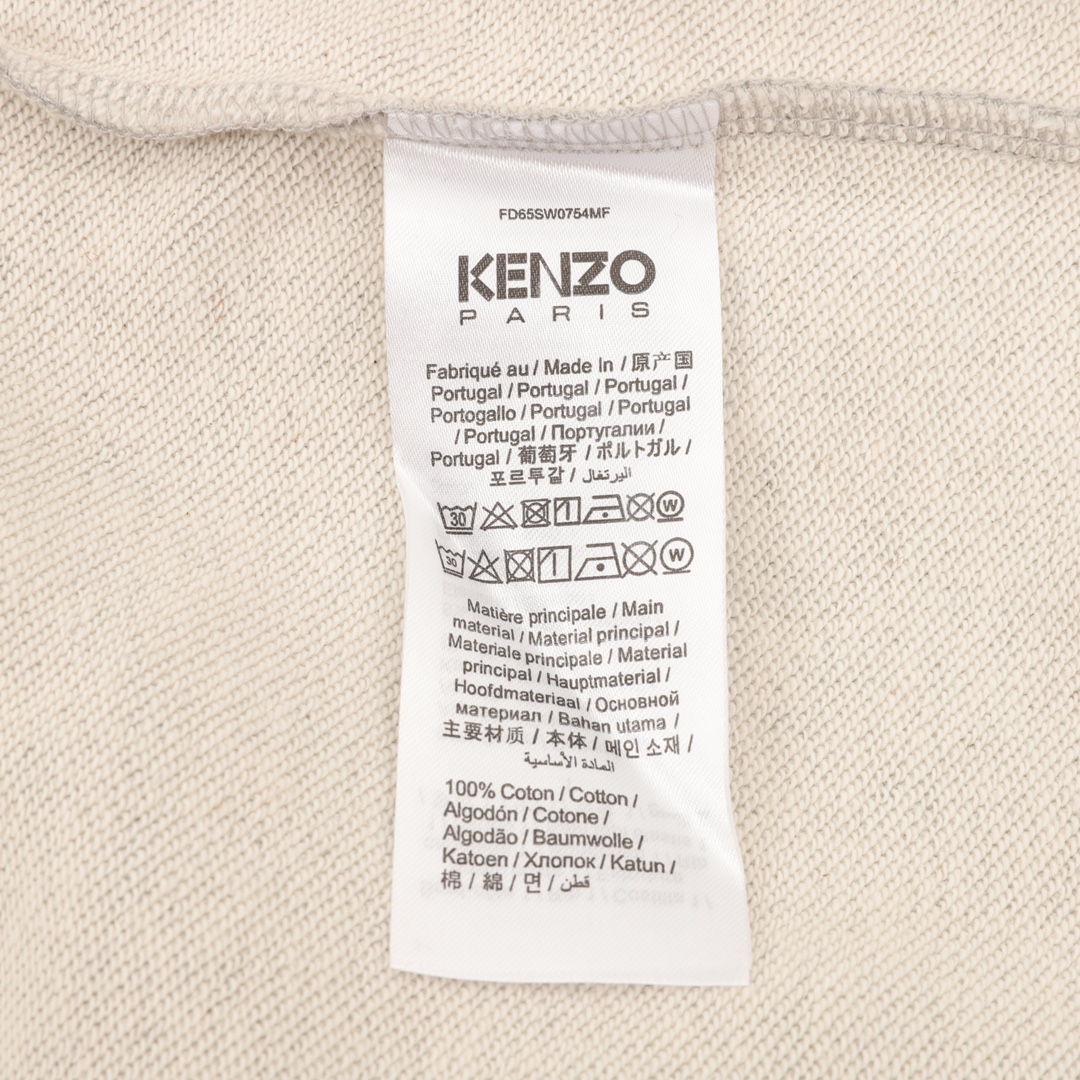 FD65SW0754MF
KENZO
PARIS
Fabriqué au / Made In / 原产国
Portugal / Portugal / Portugal /
Portogallo / Portugal / Portugal
/ Portugal / Португалии /
Portugal / 葡萄牙 / ポルトガル /
포르투갈 / البرتغال
30 W
30 W
Matière principale / Main
material / Material principal /
Materiale principale / Material
principal / Hauptmaterial /
Hoofdmateriaal / Основной
материал / Bahan utama /
主要材质 / 本体 / 메인 소재 /
المادة الأساسية
100% Coton / Cotton /
Algodón / Cotone /
Algodão / Baumwolle /
Katoen / Хлопок / Katun /
棉 / 綿 / 면 / قطن